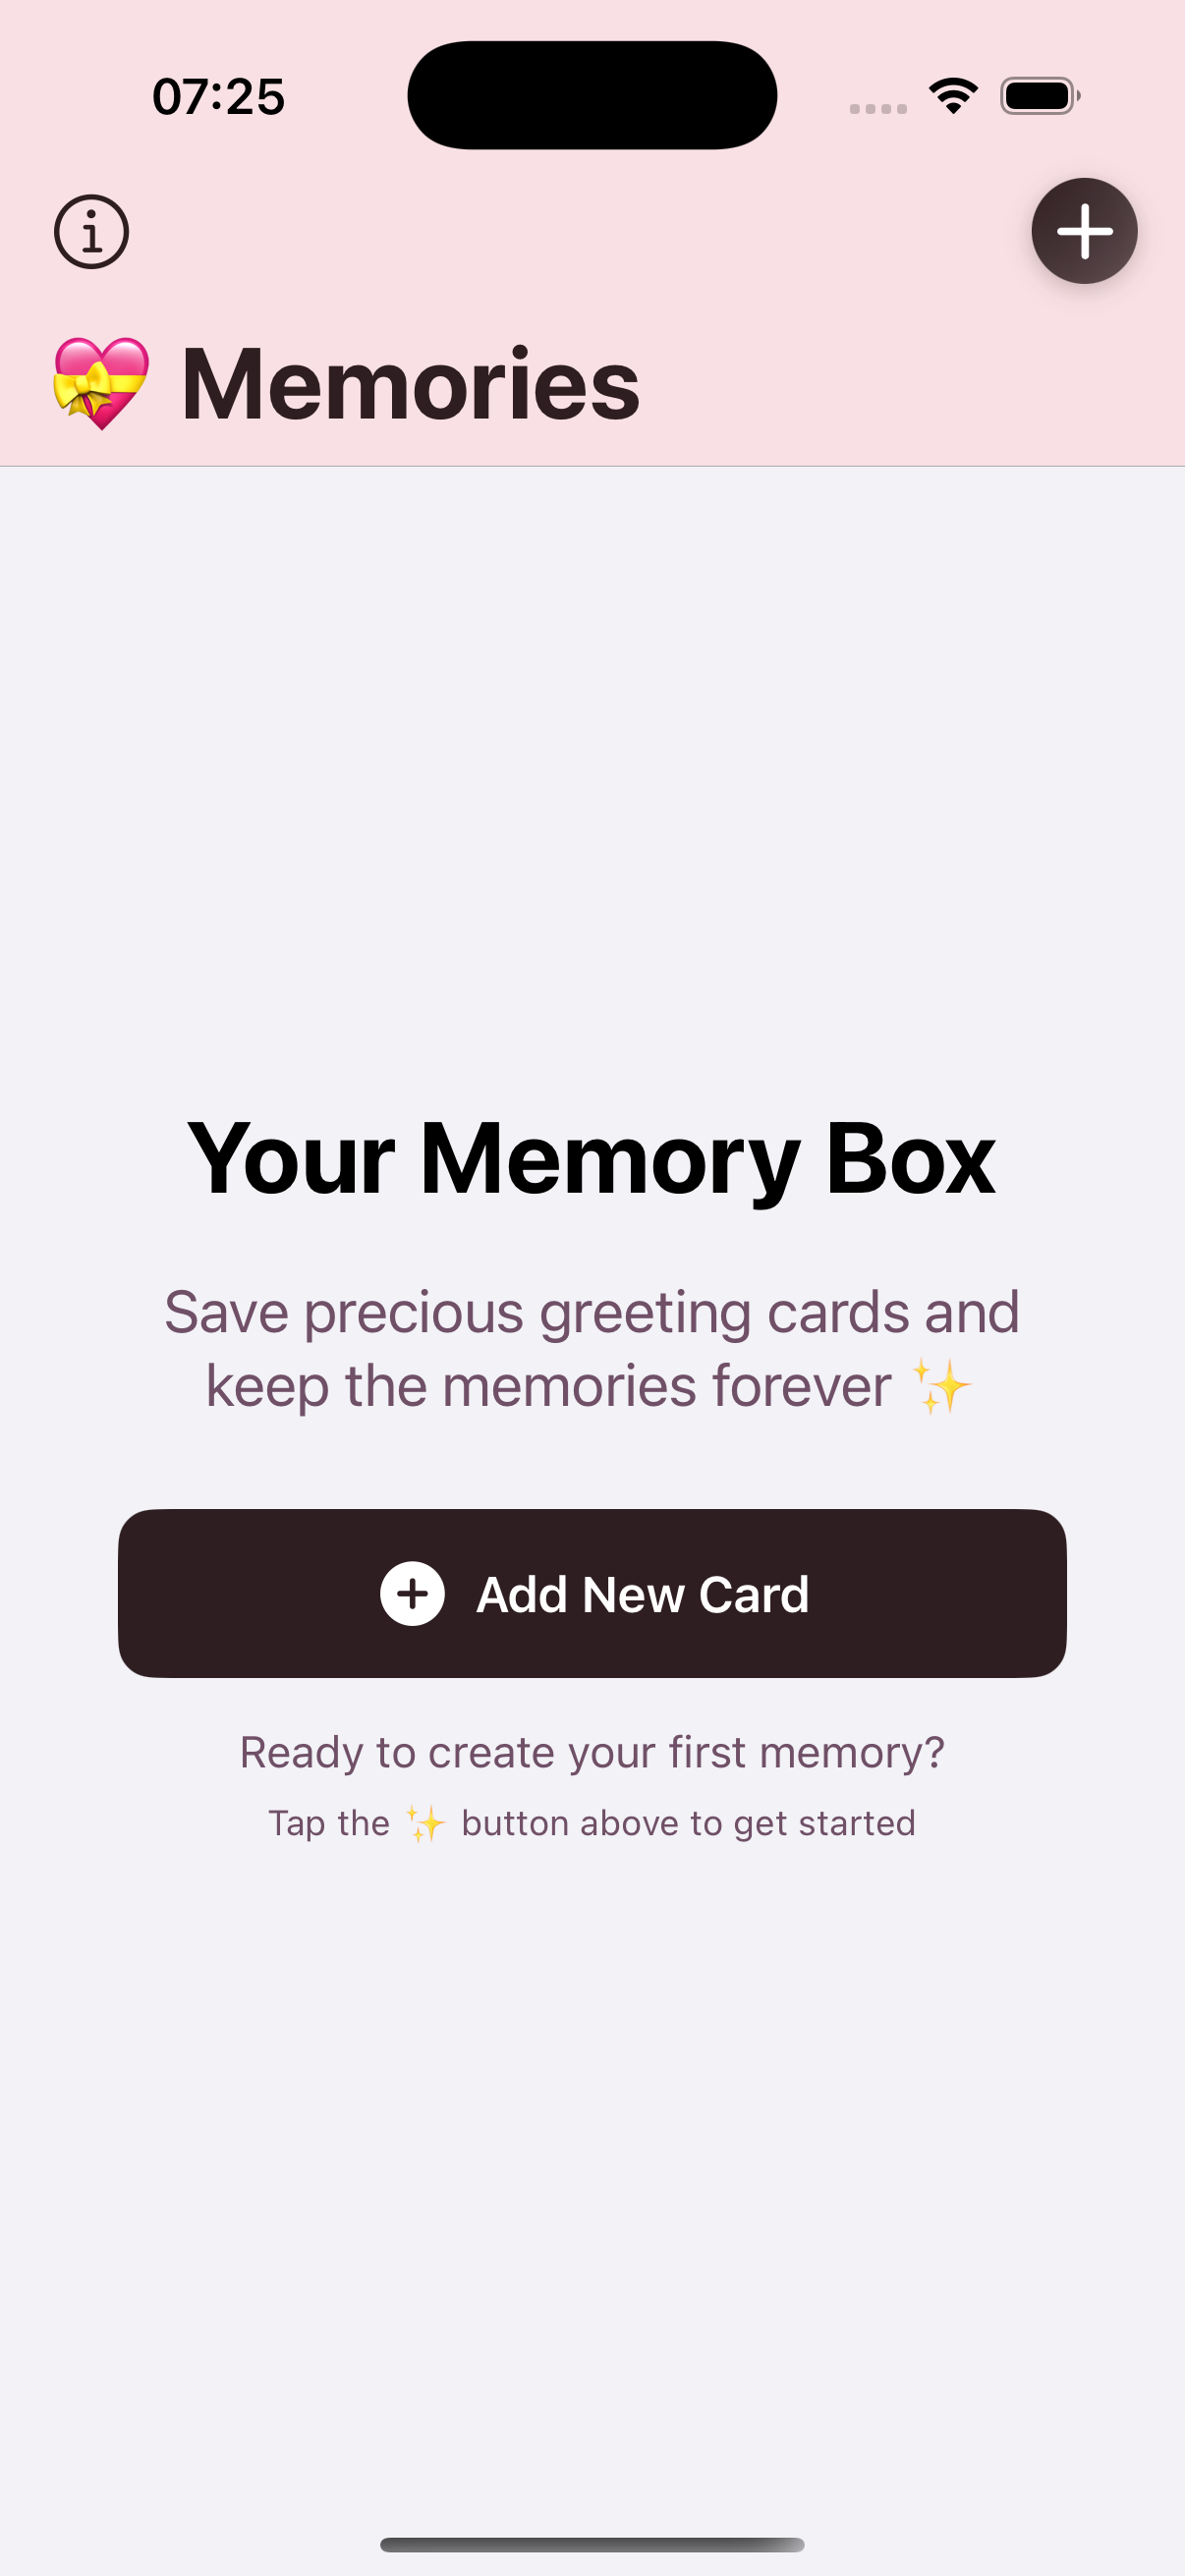 07:25
💝 Memories
Your Memory Box
Save precious greeting cards and
keep the memories forever ✨
Add New Card
Ready to create your first memory?
Tap the ✨ button above to get started